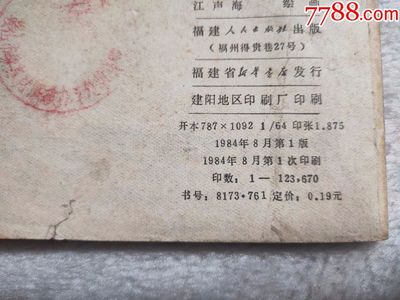 7788.com
江声海 绘画
福建人民出版社出版
(福州得贵巷27号)
福建省新华书店发行
建阳地区印刷厂印刷
开本787×1092 1/64 印张1.875
1984年8月第1版
1984年8月第1次印刷
印数: 1—123,670
书号: 8173·761 定价: 0.19元